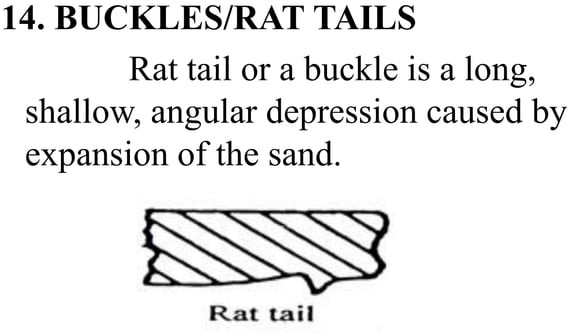 14. BUCKLES/RAT TAILS
Rat tail or a buckle is a long,
shallow, angular depression caused by
expansion of the sand.
Rat tail